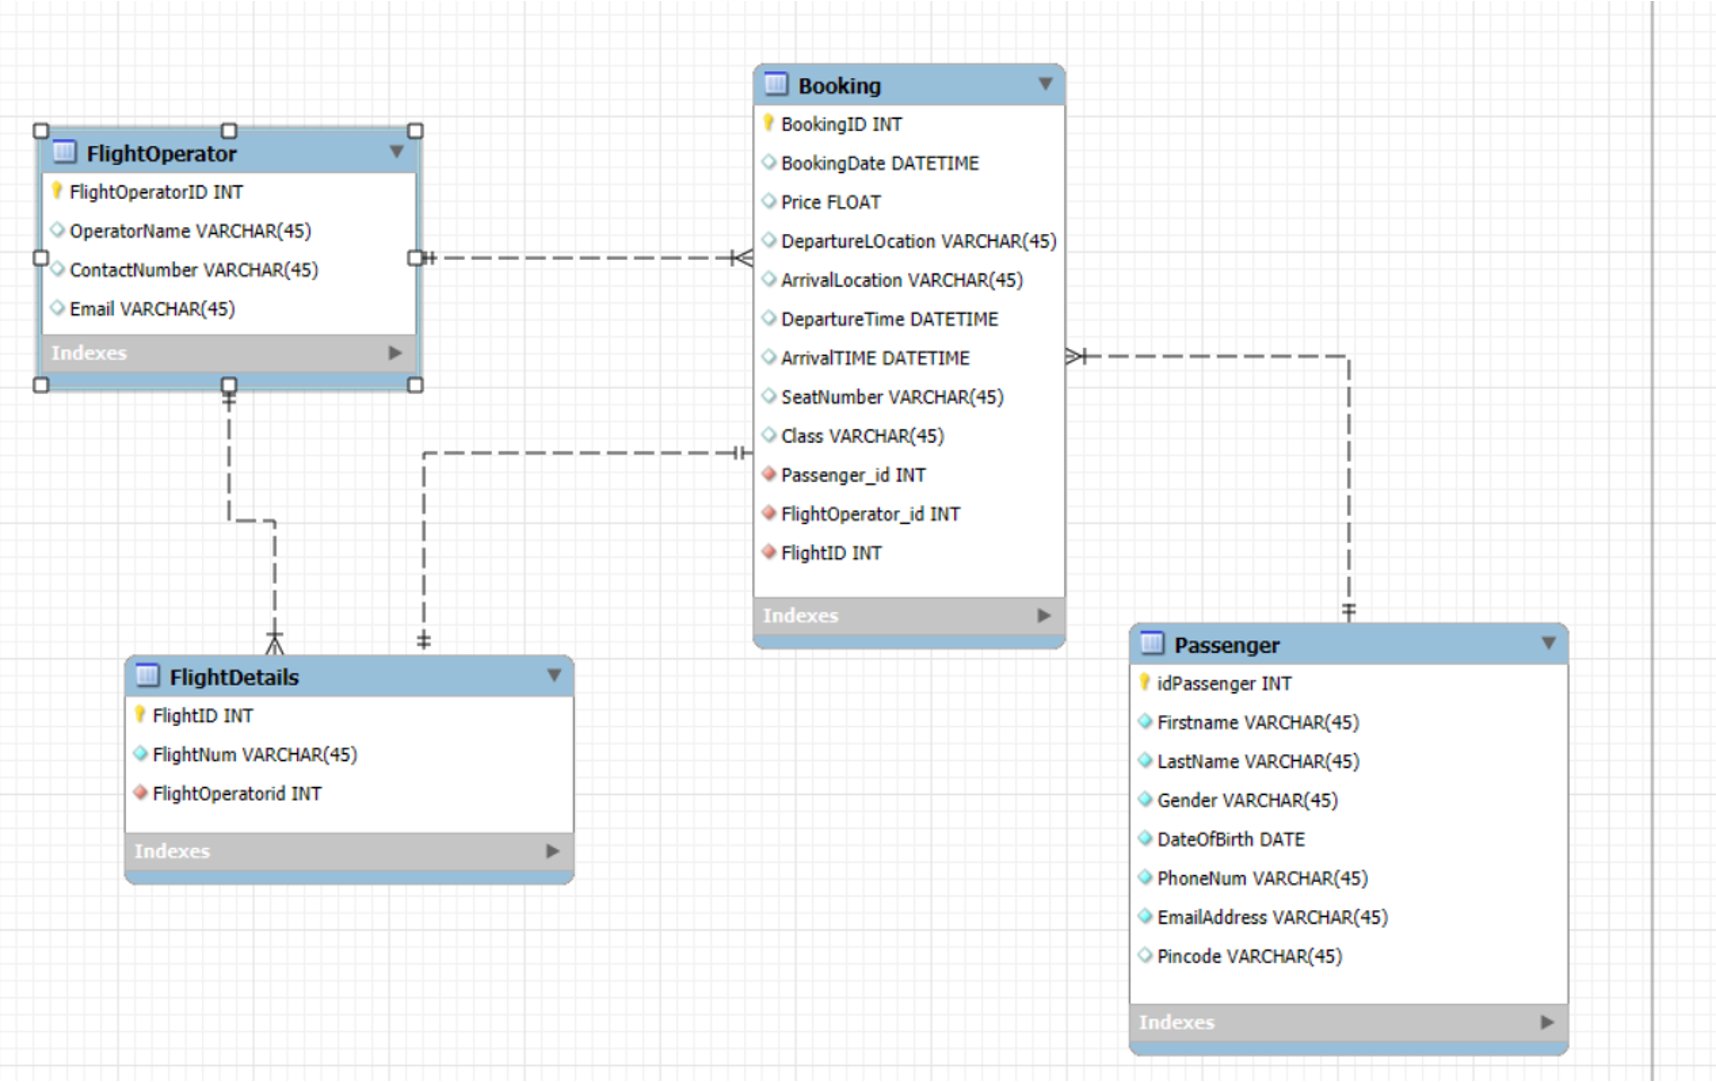 FlightOperator
FlightOperatorID INT
OperatorName VARCHAR(45)
ContactNumber VARCHAR(45)
Email VARCHAR(45)
Indexes
Booking
BookingID INT
BookingDate DATETIME
Price FLOAT
DepartureLOcation VARCHAR(45)
ArrivalLocation VARCHAR(45)
DepartureTime DATETIME
ArrivalTIME DATETIME
SeatNumber VARCHAR(45)
Class VARCHAR(45)
Passenger_id INT
FlightOperator_id INT
FlightID INT
Indexes
FlightDetails
FlightID INT
FlightNum VARCHAR(45)
FlightOperatorid INT
Indexes
Passenger
idPassenger INT
Firstname VARCHAR(45)
LastName VARCHAR(45)
Gender VARCHAR(45)
DateOfBirth DATE
PhoneNum VARCHAR(45)
EmailAddress VARCHAR(45)
Pincode VARCHAR(45)
Indexes